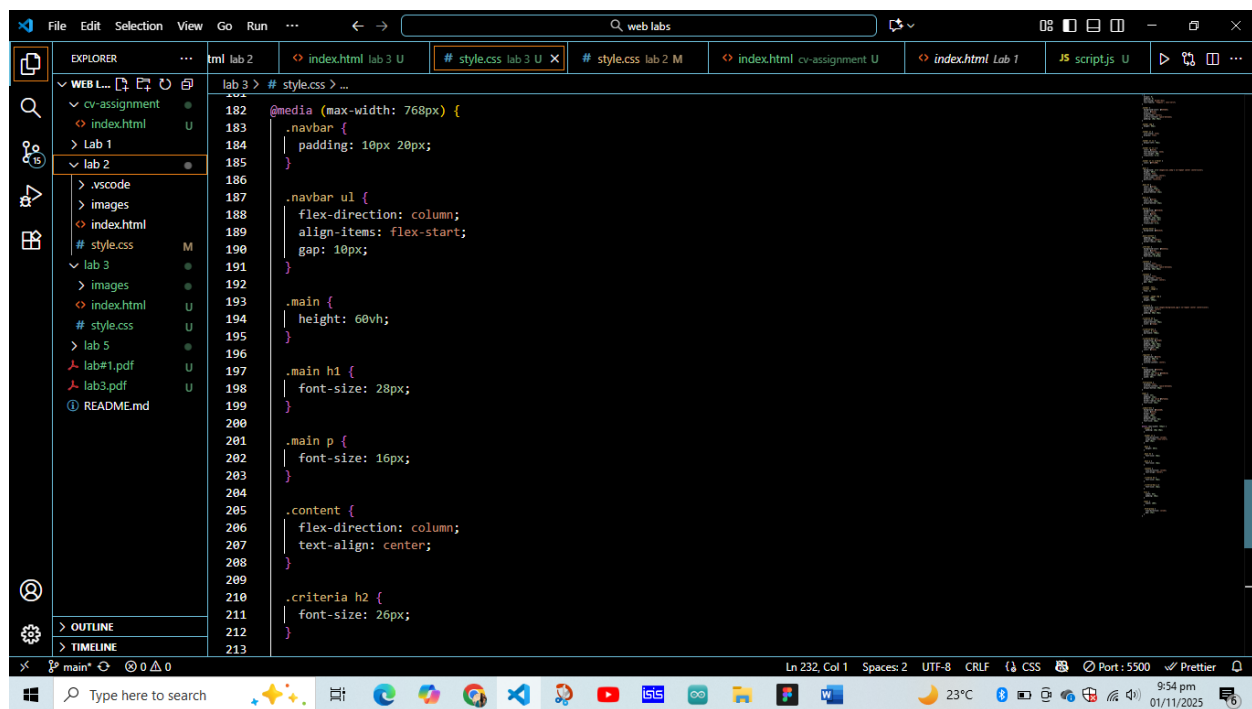 File Edit Selection View Go Run ··· ← → web labs
EXPLORER ···
tml lab 2 <> index.html lab 3 U # style.css lab 3 U × # style.css lab 2 M <> index.html cv-assignment U <> index.html Lab 1 JS script.js U ···
WEB L...
cv-assignment
<> index.html U
> Lab 1
lab 2
> .vscode
> images
<> index.html
# style.css M
lab 3
> images
<> index.html U
# style.css U
> lab 5
lab#1.pdf U
lab3.pdf U
README.md
> OUTLINE
> TIMELINE
15
lab 3 > # style.css > ...
181
182 @media (max-width: 768px) {
183 .navbar {
184 padding: 10px 20px;
185 }
186
187 .navbar ul {
188 flex-direction: column;
189 align-items: flex-start;
190 gap: 10px;
191 }
192
193 .main {
194 height: 60vh;
195 }
196
197 .main h1 {
198 font-size: 28px;
199 }
200
201 .main p {
202 font-size: 16px;
203 }
204
205 .content {
206 flex-direction: column;
207 text-align: center;
208 }
209
210 .criteria h2 {
211 font-size: 26px;
212 }
213
main* 0 0 Ln 232, Col 1 Spaces: 2 UTF-8 CRLF {} CSS Port : 5500 Prettier
Type here to search isis 23°C 9:54 pm
01/11/2025 6